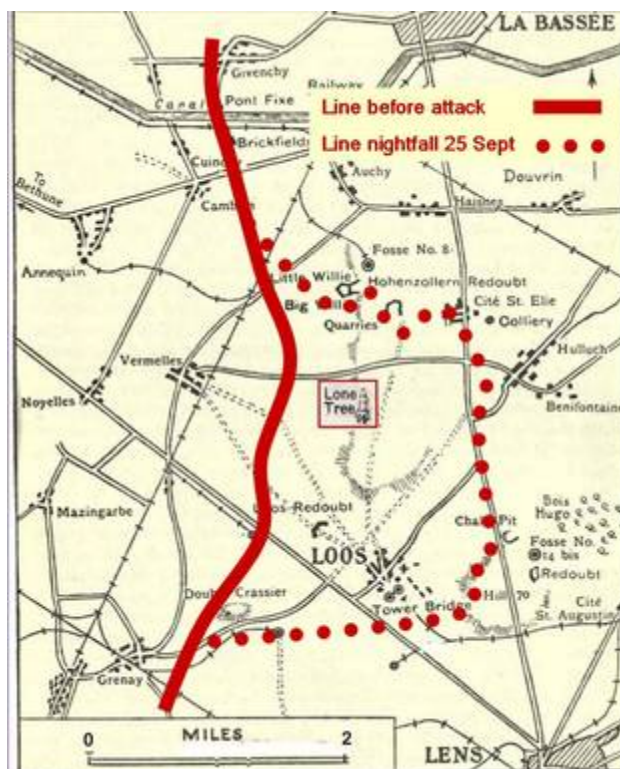 LA BASSÉE
Givenchy
Railway
Canal
Pont Fixe
Line before attack
Brickfields
Line nightfall 25 Sept
Cuinchy
Auchy
Douvrin
To
Bethune
Cambrin
Haisnes
Fosse No. 8
Annequin
Little Willie
Hohenzollern Redoubt
Big Willie
Cité St. Elie
Quarries
Colliery
Hulluch
Vermelles
Lone
Tree
Noyelles
Benifontaine
Bois
Hugo
Mazingarbe
Loos Redoubt
Chalk Pit
Fosse No.
14 bis
LOOS
Redoubt
Double Crassier
Hill 70
Tower Bridge
Cité
St. Augustin
Grenay
MILES
0 2
LENS